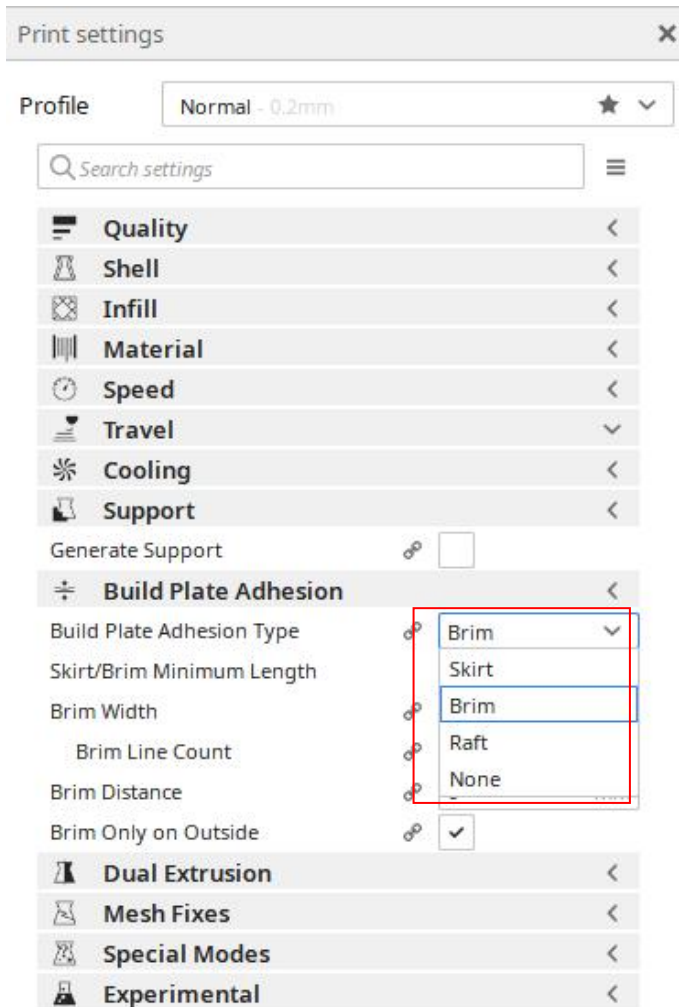 Print settings
Profile
Normal - 0.2mm
Search settings
Quality
Shell
Infill
Material
Speed
Travel
Cooling
Support
Generate Support
Build Plate Adhesion
Build Plate Adhesion Type
Brim
Skirt/Brim Minimum Length
Skirt
Brim Width
Brim
Brim Line Count
Raft
Brim Distance
None
Brim Only on Outside
Dual Extrusion
Mesh Fixes
Special Modes
Experimental